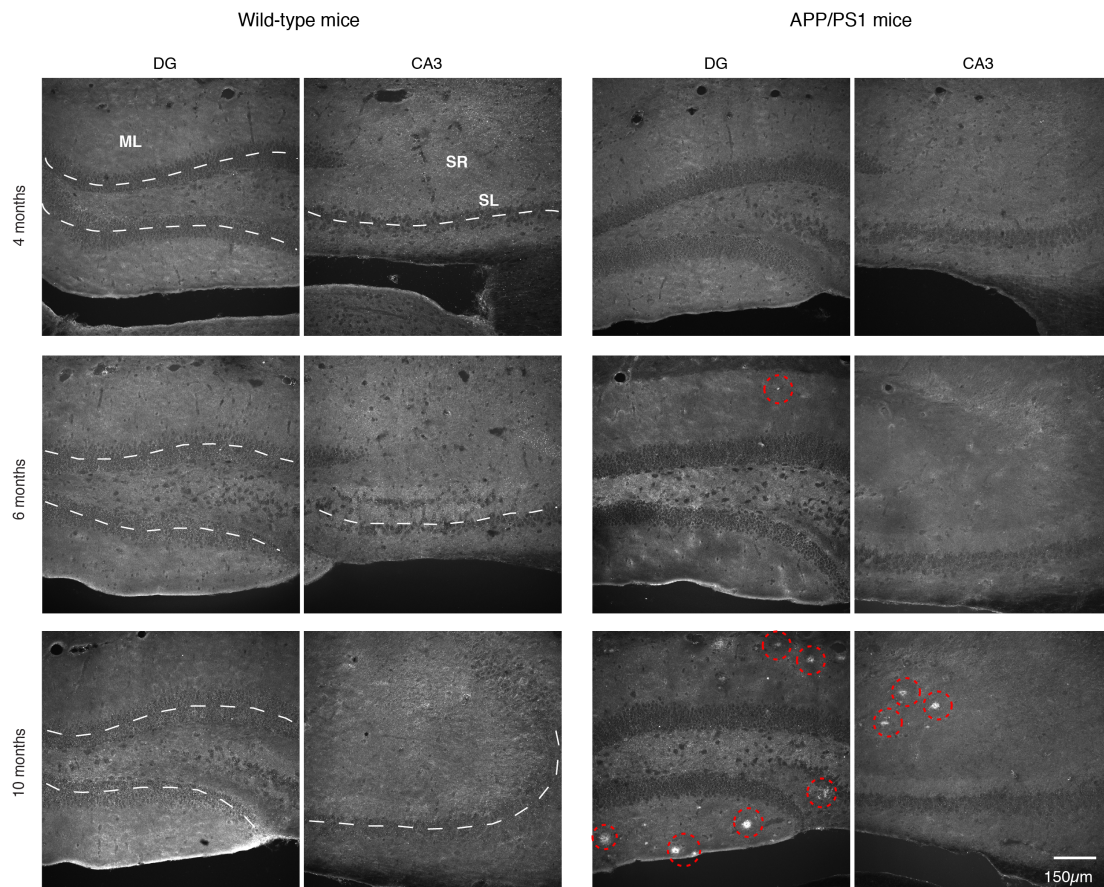 Wild-type mice
APP/PS1 mice
DG
CA3
DG
CA3
4 months
ML
SR
SL
6 months
10 months
150µm